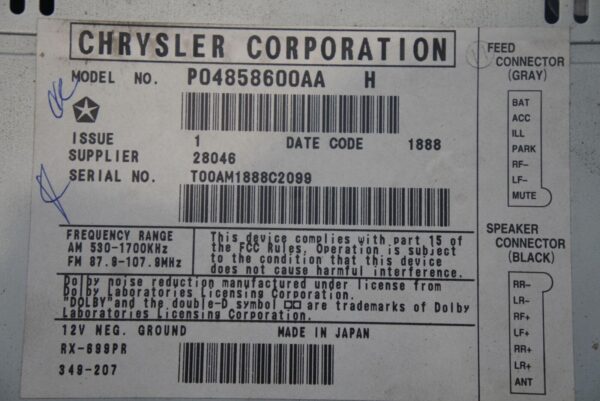 CHRYSLER CORPORATION
MODEL NO. P04858600AA H
ISSUE 1 DATE CODE 1888
SUPPLIER 28046
SERIAL NO. T00AM1888C2099
FREQUENCY RANGE
AM 530-1700KHz
FM 87.9-107.9MHz
This device complies with part 15 of
the FCC Rules. Operation is subject
to the condition that this device
does not cause harmful interference.
Dolby noise reduction manufactured under license from
Dolby Laboratories Licensing Corporation.
"DOLBY"and the double-D symbol are trademarks of Dolby
Laboratories Licensing Corporation.
12V NEG. GROUND MADE IN JAPAN
RX-699PR
349-207
FEED
CONNECTOR
(GRAY)
BAT
ACC
ILL
PARK
RF-
LF-
MUTE
SPEAKER
CONNECTOR
(BLACK)
RR-
LR-
RF+
LF+
RR+
LR+
ANT